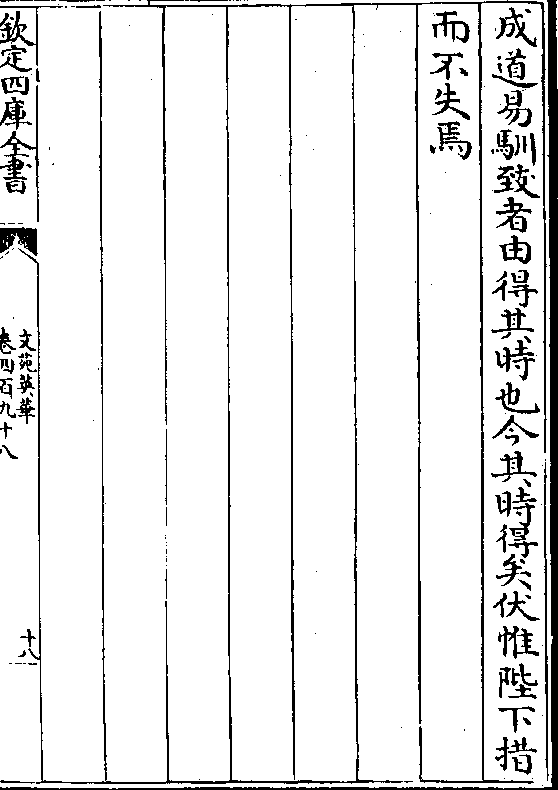 成道易馴致者由得其時也今其時得矣伏惟陛下措
而不失焉
欽定四庫全書
文苑英華
卷四百九十八
十八